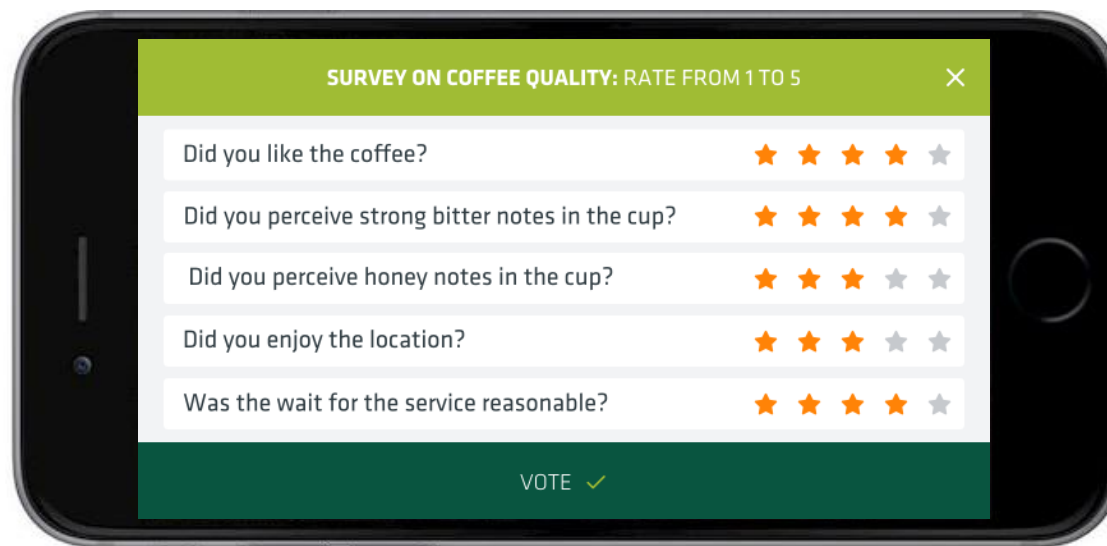 SURVEY ON COFFEE QUALITY: RATE FROM 1 TO 5
Did you like the coffee?
Did you perceive strong bitter notes in the cup?
Did you perceive honey notes in the cup?
Did you enjoy the location?
Was the wait for the service reasonable?
VOTE